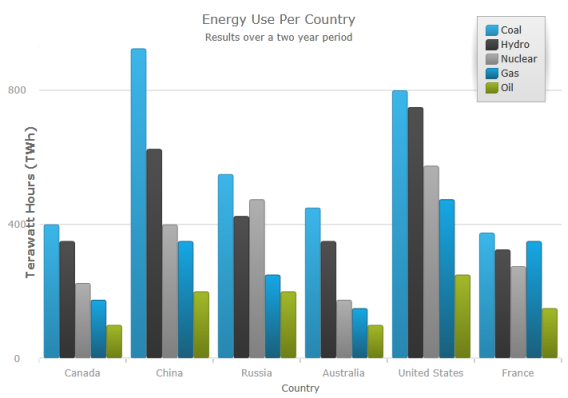 Energy Use Per Country
Results over a two year period
Coal
Hydro
Nuclear
Gas
Oil
Terawatt Hours (TWh)
800
400
0
Canada
China
Russia
Australia
United States
France
Country